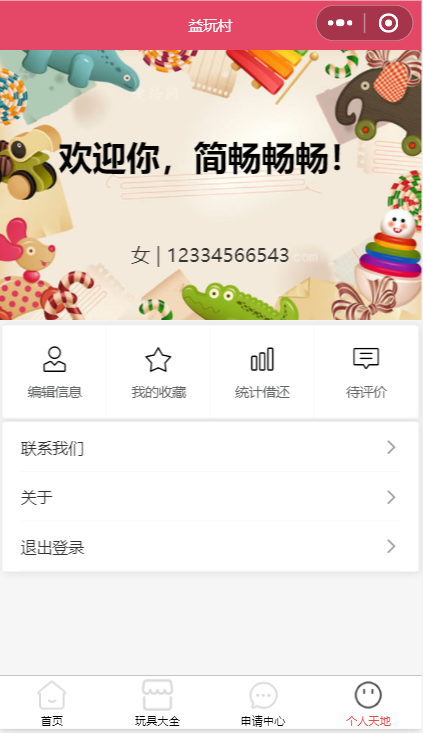 益玩村
欢迎你，简畅畅畅！
女 | 12334566543
编辑信息 我的收藏 统计借还 待评价
联系我们
关于
退出登录
首页 玩具大全 申请中心 个人天地